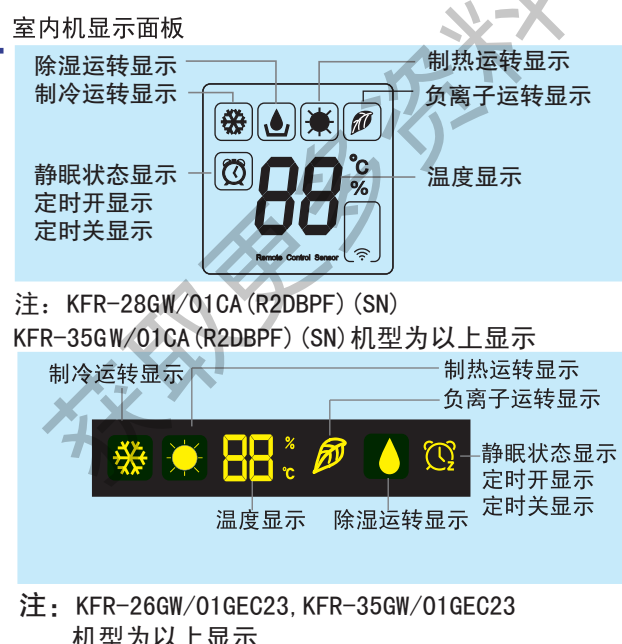 室内机显示面板
除湿运转显示
制冷运转显示
制热运转显示
负离子运转显示
静眠状态显示
定时开显示
定时关显示
88
℃
%
温度显示
Remote Control Sensor
注: KFR-28GW/01CA(R2DBPF)(SN)
KFR-35GW/01CA(R2DBPF)(SN)机型为以上显示
制冷运转显示
制热运转显示
负离子运转显示
88
%
℃
z
静眠状态显示
定时开显示
定时关显示
温度显示
除湿运转显示
注: KFR-26GW/01GEC23,KFR-35GW/01GEC23
机型为以上显示
获取更多资料